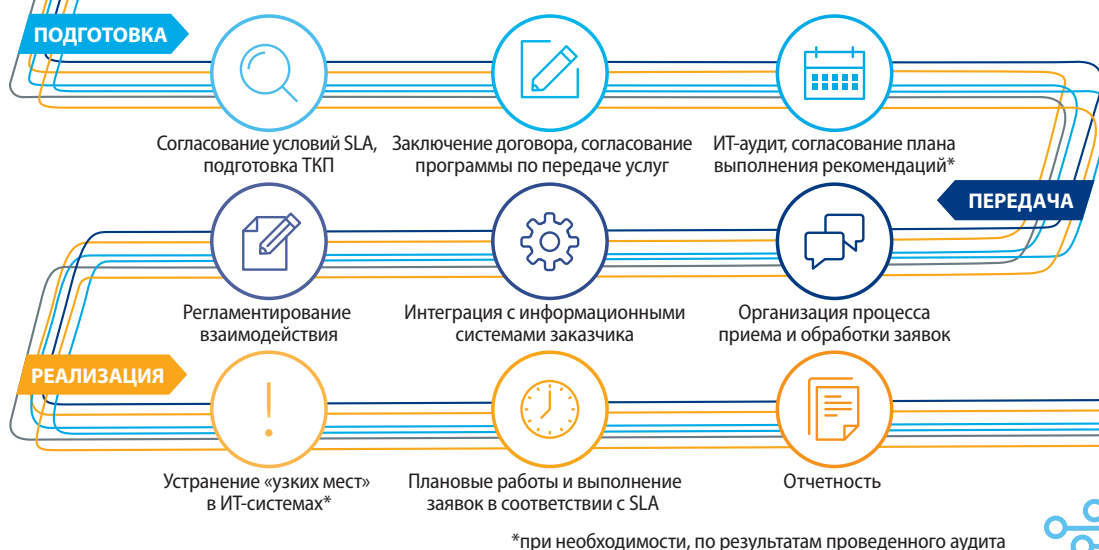 ПОДГОТОВКА
Согласование условий SLA,
подготовка ТКП
Заключение договора, согласование
программы по передаче услуг
ИТ-аудит, согласование плана
выполнения рекомендаций*
ПЕРЕДАЧА
Регламентирование
взаимодействия
Интеграция с информационными
системами заказчика
Организация процесса
приема и обработки заявок
РЕАЛИЗАЦИЯ
Устранение «узких мест»
в ИТ-системах*
Плановые работы и выполнение
заявок в соответствии с SLA
Отчетность
*при необходимости, по результатам проведенного аудита